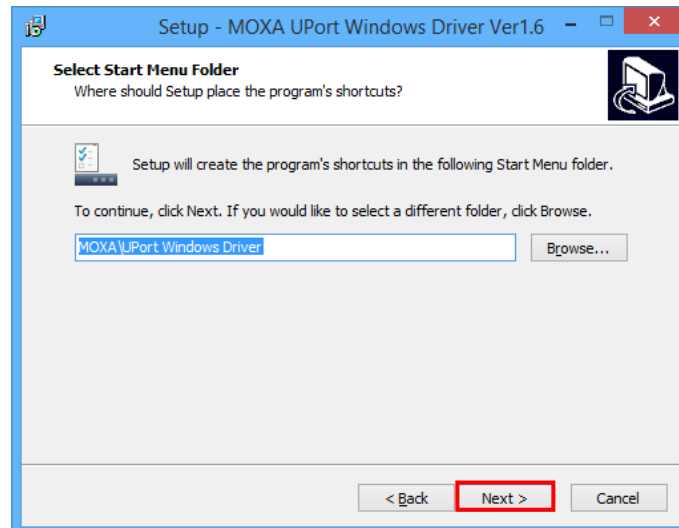 Setup - MOXA UPort Windows Driver Ver1.6
Select Start Menu Folder
Where should Setup place the program's shortcuts?
Setup will create the program's shortcuts in the following Start Menu folder.
To continue, click Next. If you would like to select a different folder, click Browse.
MOXA\UPort Windows Driver
Browse...
< Back
Next >
Cancel